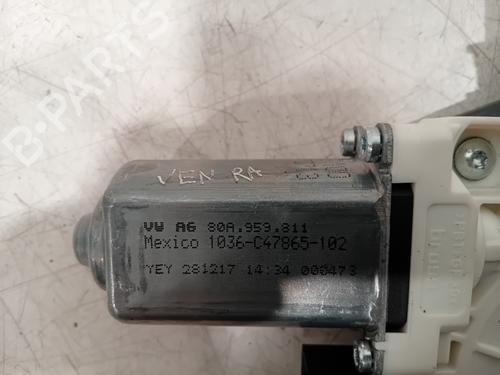 B-PARTS
VEN RA
VW AG 80A.959.811
Mexico 1036-C47865-102
YEY 281217 14:34 000473